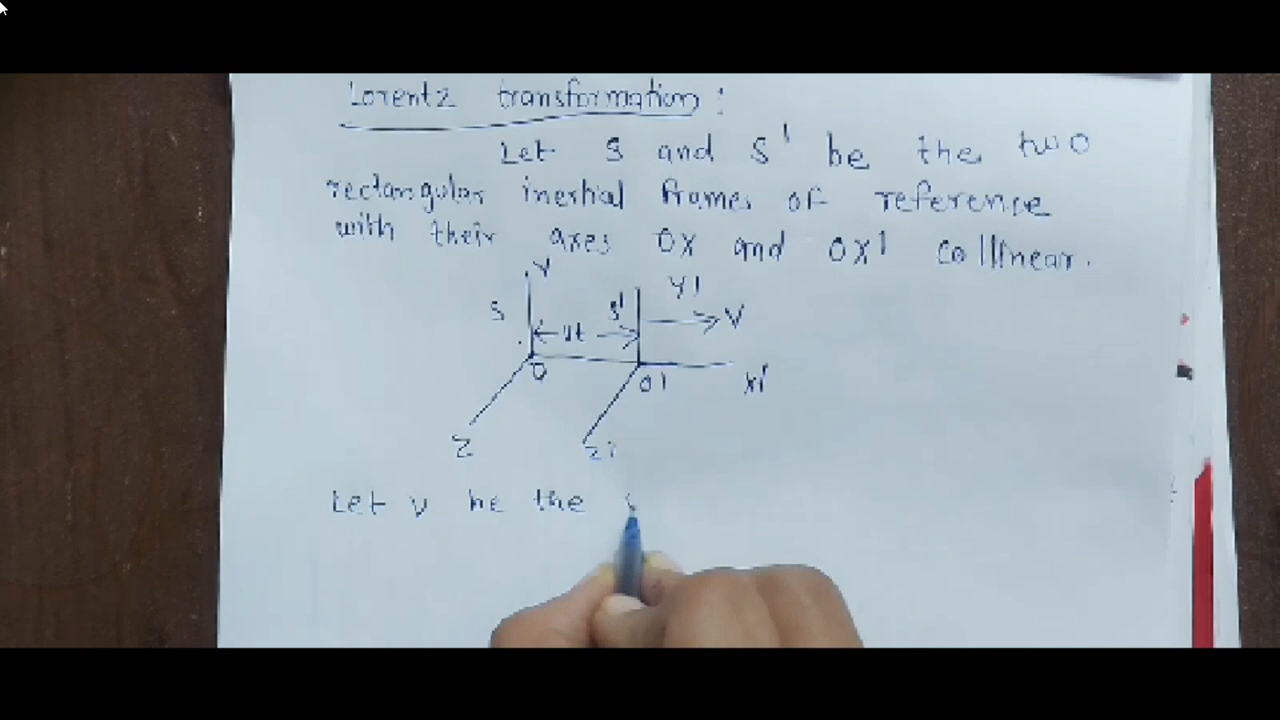 Lorentz transformation :
Let S and S' be the two
rectangular inertial frames of reference
with their axes OX and OX' collinear.
Y
Y'
S
S'
vt
V
O
O'
X'
Z
Z'
Let v be the